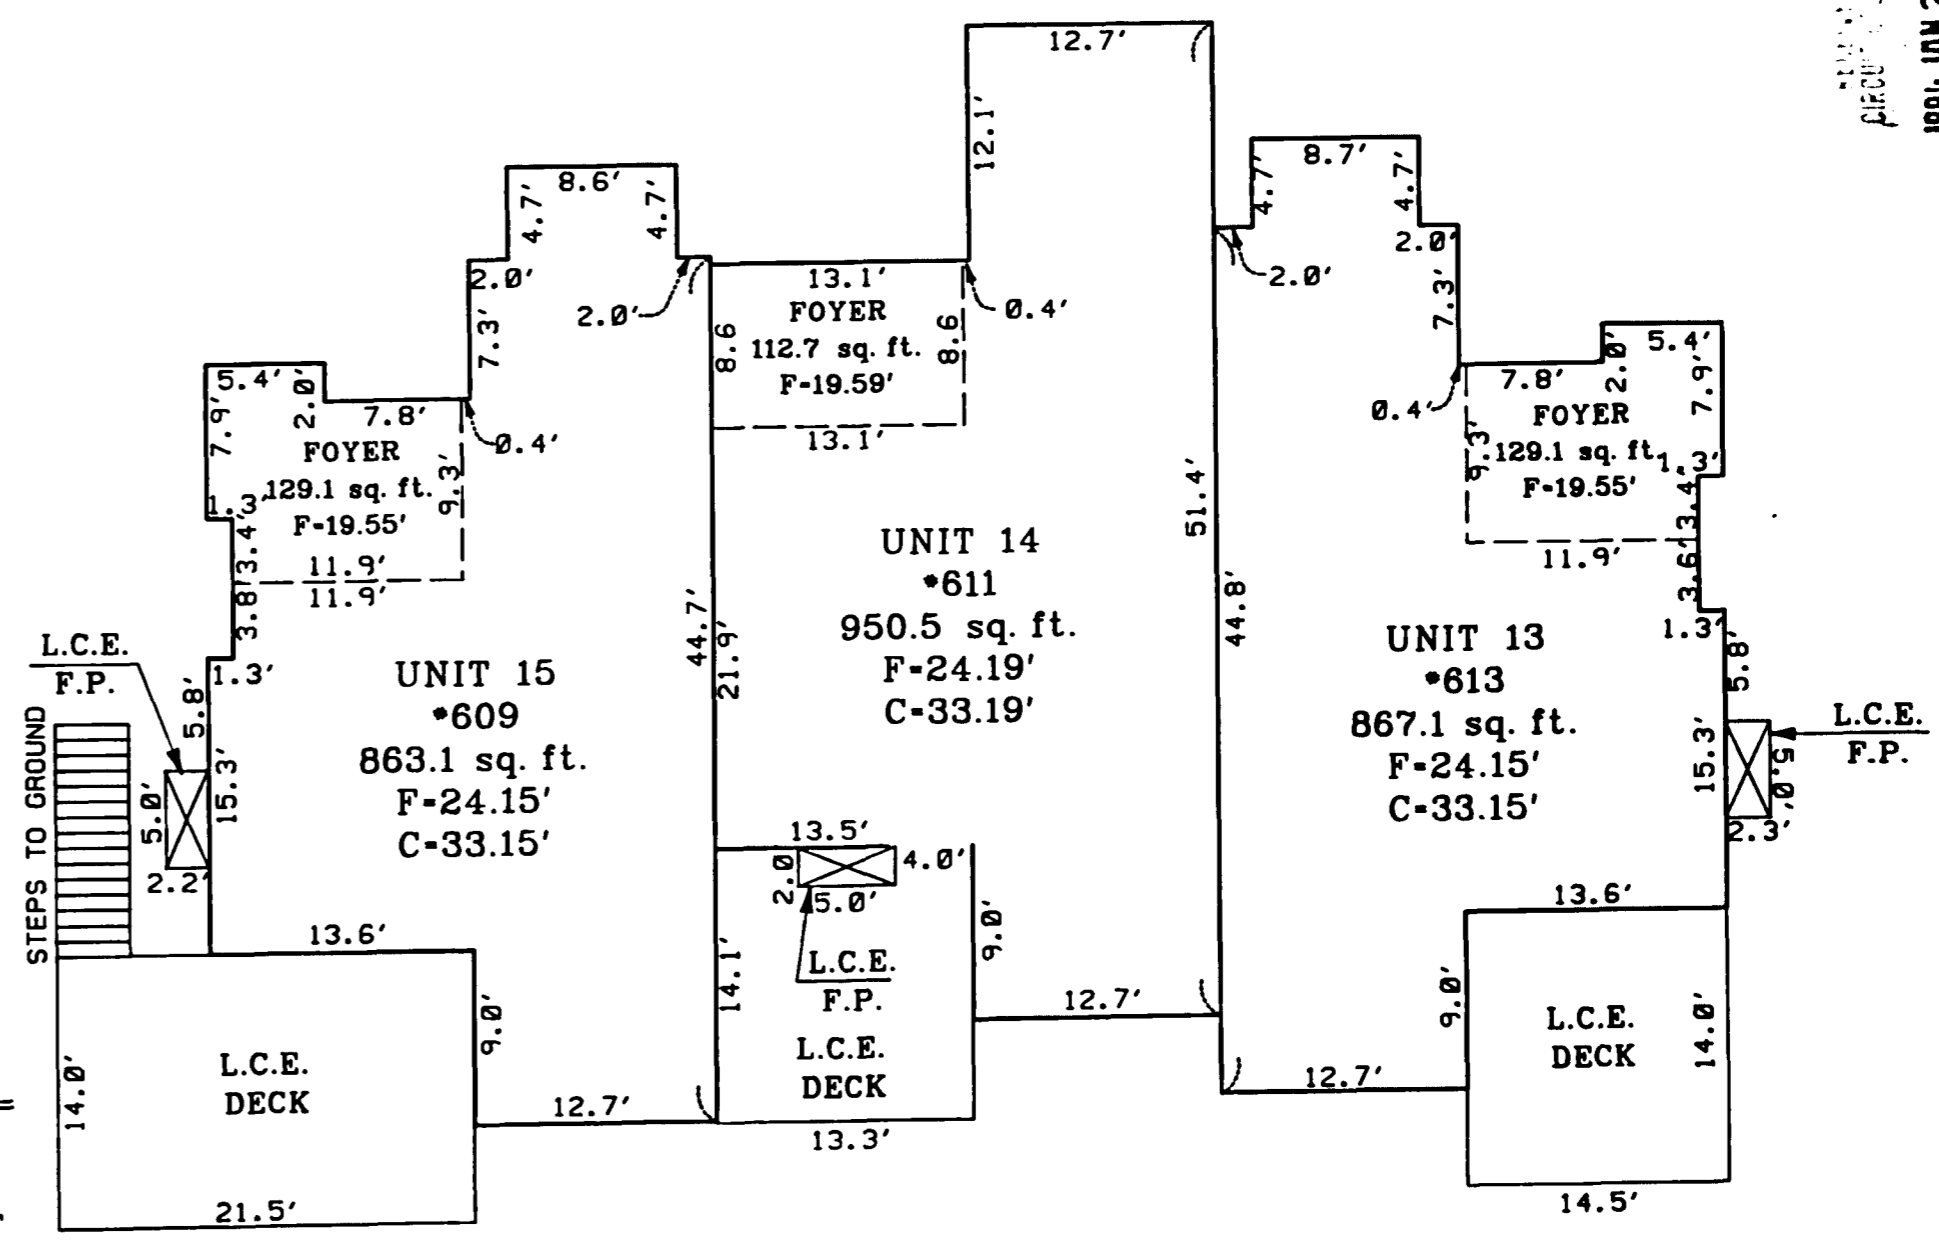 12.7'
12.1'
8.6'
4.7'
4.7'
2.0'
2.0'
7.3'
13.1'
FOYER
112.7 sq. ft.
F=19.59'
8.6
8.6
13.1'
0.4'
8.7'
4.7'
4.7'
2.0'
2.0'
7.3'
0.4'
5.4'
2.0'
7.9'
7.8'
FOYER
129.1 sq. ft.
F=19.55'
9.3'
0.4'
1.3'
3.4'
11.9'
11.9'
3.8'
1.3'
5.4'
2.0'
7.9'
7.8'
FOYER
129.1 sq. ft.
F=19.55'
9.3'
1.3'
3.4'
11.9'
3.6'
1.3'
UNIT 15
*609
863.1 sq. ft.
F=24.15'
C=33.15'
44.7'
21.9'
UNIT 14
*611
950.5 sq. ft.
F=24.19'
C=33.19'
51.4'
44.8'
UNIT 13
*613
867.1 sq. ft.
F=24.15'
C=33.15'
L.C.E.
F.P.
5.8'
15.3'
5.0'
2.2'
STEPS TO GROUND
13.6'
9.0'
L.C.E.
DECK
14.0'
21.5'
12.7'
13.5'
2.0
4.0'
5.0'
L.C.E.
F.P.
14.1'
9.0'
L.C.E.
DECK
13.3'
12.7'
5.8'
15.3'
5.0'
2.3'
L.C.E.
F.P.
13.6'
9.0'
L.C.E.
DECK
14.0'
12.7'
14.5'